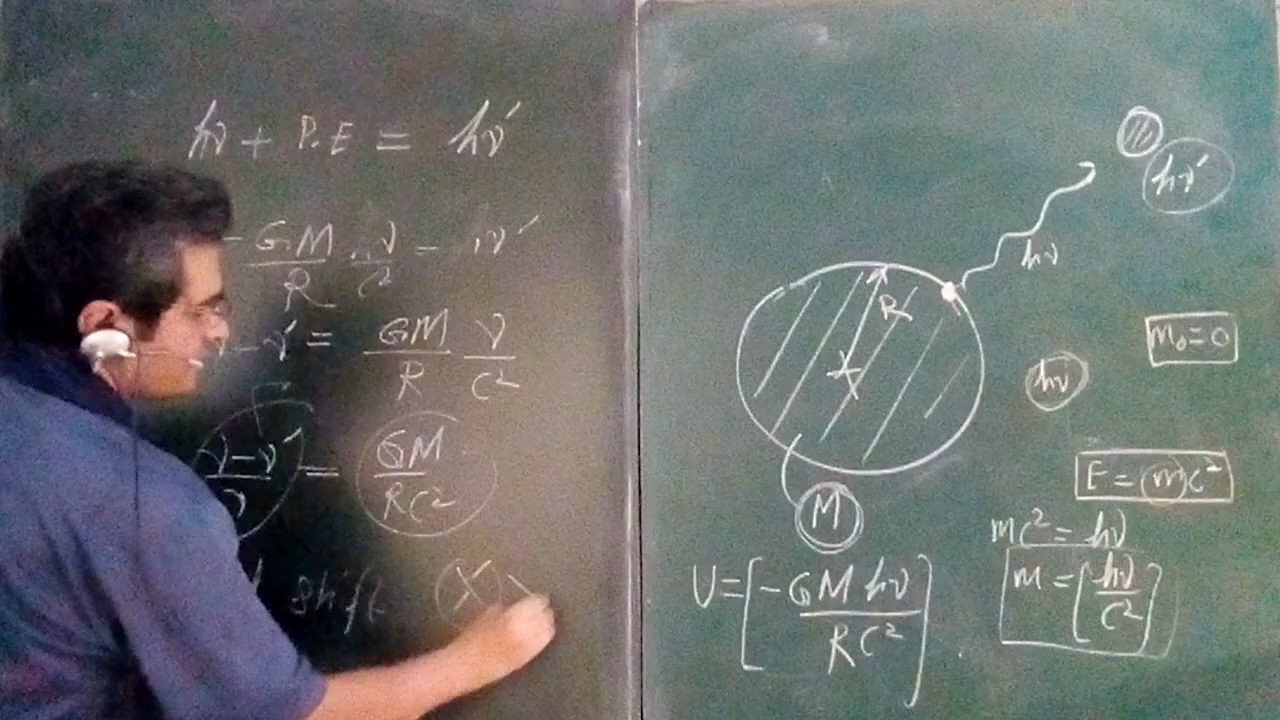 hν + P.E = hν′
- GM/R hν/c² = hν′
ν - ν′ = GM/R ν/c²
ν-ν′/ν = GM/Rc²
shift (X)
hν′
hν
R
M₀=0
hν
E = mc²
M
mc² = hν
m = [hν/c²]
U = [-GMhν/Rc²]